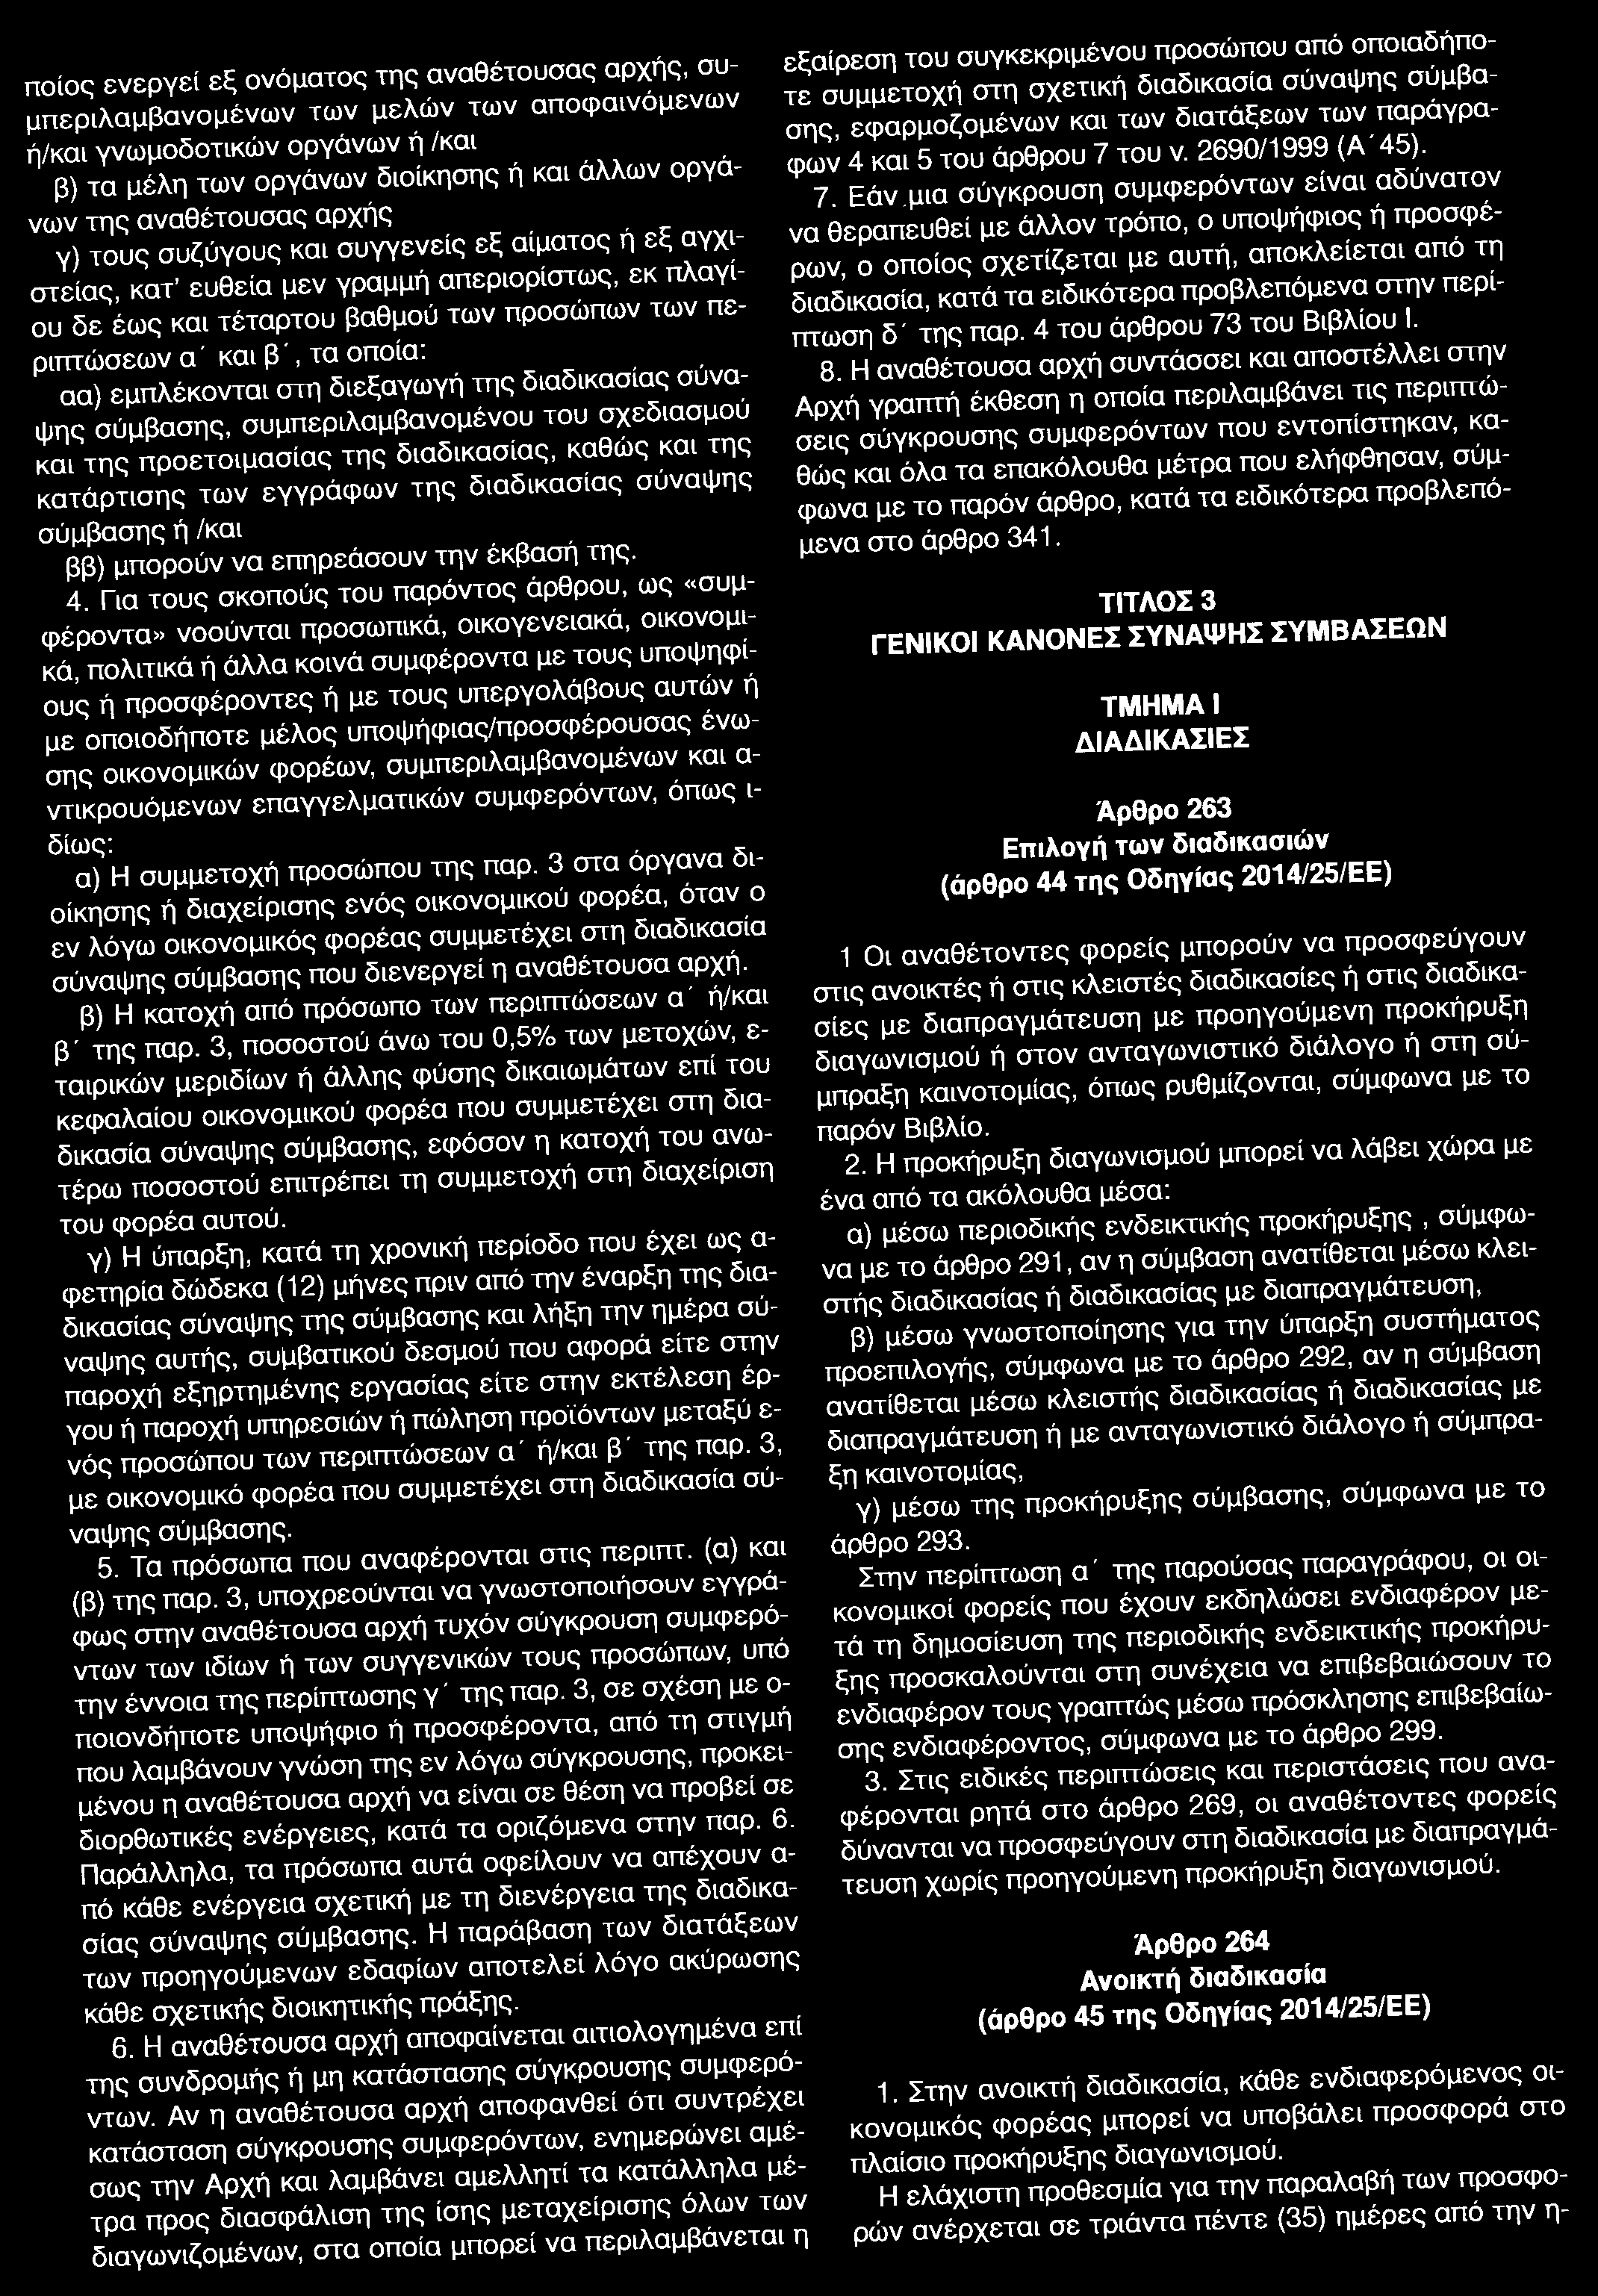 ποίος ενεργεί εξ ονόματος της αναθέτουσας αρχής, συ-
μπεριλαμβανομένων των μελών των αποφαινόμενων
ή/και γνωμοδοτικών οργάνων ή /και
β) τα μέλη των οργάνων διοίκησης ή και άλλων οργά-
νων της αναθέτουσας αρχής
γ) τους συζύγους και συγγενείς εξ αίματος ή εξ αγχι-
στείας, κατ’ ευθεία μεν γραμμή απεριορίστως, εκ πλαγί-
ου δε έως και τέταρτου βαθμού των προσώπων των πε-
ριπτώσεων α΄ και β΄, τα οποία:
αα) εμπλέκονται στη διεξαγωγή της διαδικασίας σύνα-
ψης σύμβασης, συμπεριλαμβανομένου του σχεδιασμού
και της προετοιμασίας της διαδικασίας, καθώς και της
κατάρτισης των εγγράφων της διαδικασίας σύναψης
σύμβασης ή /και
ββ) μπορούν να επηρεάσουν την έκβασή της.
4. Για τους σκοπούς του παρόντος άρθρου, ως «συμ-
φέροντα» νοούνται προσωπικά, οικογενειακά, οικονομι-
κά, πολιτικά ή άλλα κοινά συμφέροντα με τους υποψηφί-
ους ή προσφέροντες ή με τους υπεργολάβους αυτών ή
με οποιοδήποτε μέλος υποψήφιας/προσφέρουσας ένω-
σης οικονομικών φορέων, συμπεριλαμβανομένων και α-
ντικρουόμενων επαγγελματικών συμφερόντων, όπως ι-
δίως:
α) Η συμμετοχή προσώπου της παρ. 3 στα όργανα δι-
οίκησης ή διαχείρισης ενός οικονομικού φορέα, όταν ο
εν λόγω οικονομικός φορέας συμμετέχει στη διαδικασία
σύναψης σύμβασης που διενεργεί η αναθέτουσα αρχή.
β) Η κατοχή από πρόσωπο των περιπτώσεων α΄ ή/και
β΄ της παρ. 3, ποσοστού άνω του 0,5% των μετοχών, ε-
ταιρικών μεριδίων ή άλλης φύσης δικαιωμάτων επί του
κεφαλαίου οικονομικού φορέα που συμμετέχει στη δια-
δικασία σύναψης σύμβασης, εφόσον η κατοχή του ανω-
τέρω ποσοστού επιτρέπει τη συμμετοχή στη διαχείριση
του φορέα αυτού.
γ) Η ύπαρξη, κατά τη χρονική περίοδο που έχει ως α-
φετηρία δώδεκα (12) μήνες πριν από την έναρξη της δια-
δικασίας σύναψης της σύμβασης και λήξη την ημέρα σύ-
ναψης αυτής, συμβατικού δεσμού που αφορά είτε στην
παροχή εξηρτημένης εργασίας είτε στην εκτέλεση έρ-
γου ή παροχή υπηρεσιών ή πώληση προϊόντων μεταξύ ε-
νός προσώπου των περιπτώσεων α΄ ή/και β΄ της παρ. 3,
με οικονομικό φορέα που συμμετέχει στη διαδικασία σύ-
ναψης σύμβασης.
5. Τα πρόσωπα που αναφέρονται στις περιπτ. (α) και
(β) της παρ. 3, υποχρεούνται να γνωστοποιήσουν εγγρά-
φως στην αναθέτουσα αρχή τυχόν σύγκρουση συμφερό-
ντων των ιδίων ή των συγγενικών τους προσώπων, υπό
την έννοια της περίπτωσης γ΄ της παρ. 3, σε σχέση με ο-
ποιονδήποτε υποψήφιο ή προσφέροντα, από τη στιγμή
που λαμβάνουν γνώση της εν λόγω σύγκρουσης, προκει-
μένου η αναθέτουσα αρχή να είναι σε θέση να προβεί σε
διορθωτικές ενέργειες, κατά τα οριζόμενα στην παρ. 6.
Παράλληλα, τα πρόσωπα αυτά οφείλουν να απέχουν α-
πό κάθε ενέργεια σχετική με τη διενέργεια της διαδικα-
σίας σύναψης σύμβασης. Η παράβαση των διατάξεων
των προηγούμενων εδαφίων αποτελεί λόγο ακύρωσης
κάθε σχετικής διοικητικής πράξης.
6. Η αναθέτουσα αρχή αποφαίνεται αιτιολογημένα επί
της συνδρομής ή μη κατάστασης σύγκρουσης συμφερό-
ντων. Αν η αναθέτουσα αρχή αποφανθεί ότι συντρέχει
κατάσταση σύγκρουσης συμφερόντων, ενημερώνει αμέ-
σως την Αρχή και λαμβάνει αμελλητί τα κατάλληλα μέ-
τρα προς διασφάλιση της ίσης μεταχείρισης όλων των
διαγωνιζομένων, στα οποία μπορεί να περιλαμβάνεται η
εξαίρεση του συγκεκριμένου προσώπου από οποιαδήπο-
τε συμμετοχή στη σχετική διαδικασία σύναψης σύμβα-
σης, εφαρμοζομένων και των διατάξεων των παράγρα-
φων 4 και 5 του άρθρου 7 του ν. 2690/1999 (Α΄45).
7. Εάν.μια σύγκρουση συμφερόντων είναι αδύνατον
να θεραπευθεί με άλλον τρόπο, ο υποψήφιος ή προσφέ-
ρων, ο οποίος σχετίζεται με αυτή, αποκλείεται από τη
διαδικασία, κατά τα ειδικότερα προβλεπόμενα στην περί-
πτωση δ΄ της παρ. 4 του άρθρου 73 του Βιβλίου Ι.
8. Η αναθέτουσα αρχή συντάσσει και αποστέλλει στην
Αρχή γραπτή έκθεση η οποία περιλαμβάνει τις περιπτώ-
σεις σύγκρουσης συμφερόντων που εντοπίστηκαν, κα-
θώς και όλα τα επακόλουθα μέτρα που ελήφθησαν, σύμ-
φωνα με το παρόν άρθρο, κατά τα ειδικότερα προβλεπό-
μενα στο άρθρο 341.
ΤΙΤΛΟΣ 3
ΓΕΝΙΚΟΙ ΚΑΝΟΝΕΣ ΣΥΝΑΨΗΣ ΣΥΜΒΑΣΕΩΝ
ΤΜΗΜΑ Ι
ΔΙΑΔΙΚΑΣΙΕΣ
Άρθρο 263
Επιλογή των διαδικασιών
(άρθρο 44 της Οδηγίας 2014/25/ΕΕ)
1 Οι αναθέτοντες φορείς μπορούν να προσφεύγουν
στις ανοικτές ή στις κλειστές διαδικασίες ή στις διαδικα-
σίες με διαπραγμάτευση με προηγούμενη προκήρυξη
διαγωνισμού ή στον ανταγωνιστικό διάλογο ή στη σύ-
μπραξη καινοτομίας, όπως ρυθμίζονται, σύμφωνα με το
παρόν Βιβλίο.
2. Η προκήρυξη διαγωνισμού μπορεί να λάβει χώρα με
ένα από τα ακόλουθα μέσα:
α) μέσω περιοδικής ενδεικτικής προκήρυξης , σύμφω-
να με το άρθρο 291, αν η σύμβαση ανατίθεται μέσω κλει-
στής διαδικασίας ή διαδικασίας με διαπραγμάτευση,
β) μέσω γνωστοποίησης για την ύπαρξη συστήματος
προεπιλογής, σύμφωνα με το άρθρο 292, αν η σύμβαση
ανατίθεται μέσω κλειστής διαδικασίας ή διαδικασίας με
διαπραγμάτευση ή με ανταγωνιστικό διάλογο ή σύμπρα-
ξη καινοτομίας,
γ) μέσω της προκήρυξης σύμβασης, σύμφωνα με το
άρθρο 293.
Στην περίπτωση α΄ της παρούσας παραγράφου, οι οι-
κονομικοί φορείς που έχουν εκδηλώσει ενδιαφέρον με-
τά τη δημοσίευση της περιοδικής ενδεικτικής προκήρυ-
ξης προσκαλούνται στη συνέχεια να επιβεβαιώσουν το
ενδιαφέρον τους γραπτώς μέσω πρόσκλησης επιβεβαίω-
σης ενδιαφέροντος, σύμφωνα με το άρθρο 299.
3. Στις ειδικές περιπτώσεις και περιστάσεις που ανα-
φέρονται ρητά στο άρθρο 269, οι αναθέτοντες φορείς
δύνανται να προσφεύγουν στη διαδικασία με διαπραγμά-
τευση χωρίς προηγούμενη προκήρυξη διαγωνισμού.
Άρθρο 264
Ανοικτή διαδικασία
(άρθρο 45 της Οδηγίας 2014/25/ΕΕ)
1. Στην ανοικτή διαδικασία, κάθε ενδιαφερόμενος οι-
κονομικός φορέας μπορεί να υποβάλει προσφορά στο
πλαίσιο προκήρυξης διαγωνισμού.
Η ελάχιστη προθεσμία για την παραλαβή των προσφο-
ρών ανέρχεται σε τριάντα πέντε (35) ημέρες από την η-